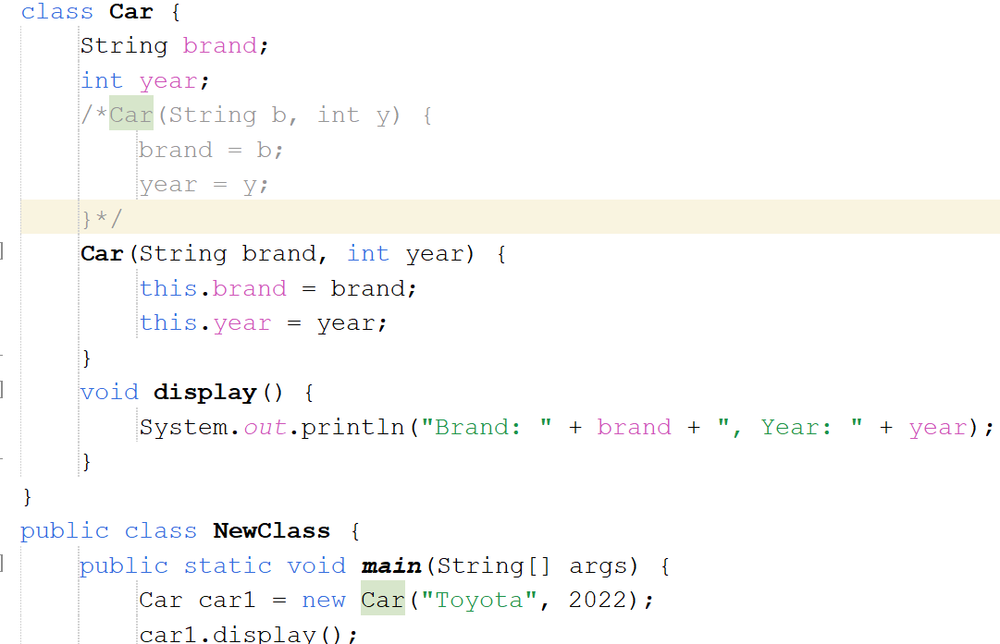 class Car {
    String brand;
    int year;
    /*Car(String b, int y) {
        brand = b;
        year = y;
    }*/
    Car(String brand, int year) {
        this.brand = brand;
        this.year = year;
    }
    void display() {
        System.out.println("Brand: " + brand + ", Year: " + year);
    }
}
public class NewClass {
    public static void main(String[] args) {
        Car car1 = new Car("Toyota", 2022);
        car1.display();